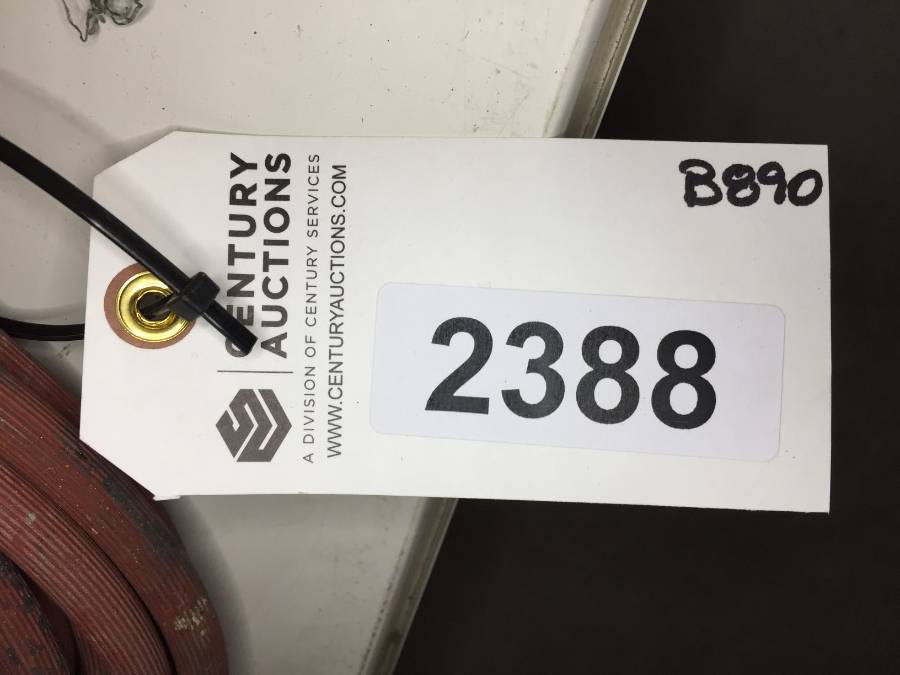 CENTURY
AUCTIONS
A DIVISION OF CENTURY SERVICES
WWW.CENTURYAUCTIONS.COM
B890
2388